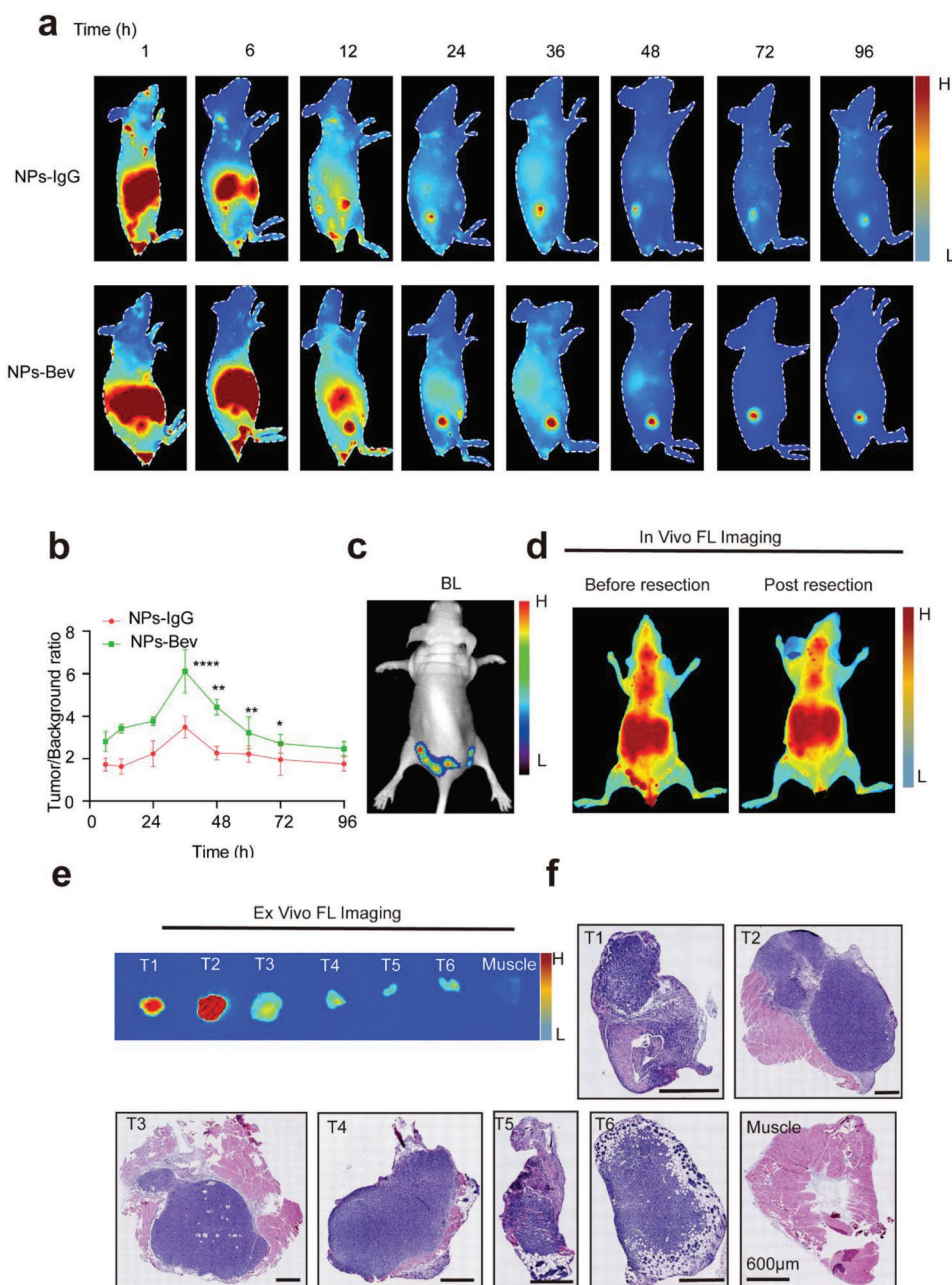 a Time (h)
1 6 12 24 36 48 72 96
H
NPs-IgG
L
NPs-Bev
b
NPs-IgG
NPs-Bev
Tumor/Background ratio
8
6
4
2
0
****
**
**
*
0 24 48 72 96
Time (h)
c
BL
H
L
d
In Vivo FL Imaging
Before resection Post resection
H
L
e
Ex Vivo FL Imaging
T1 T2 T3 T4 T5 T6 Muscle
H
L
f
T1
T2
T3
T4
T5
T6
Muscle
600μm